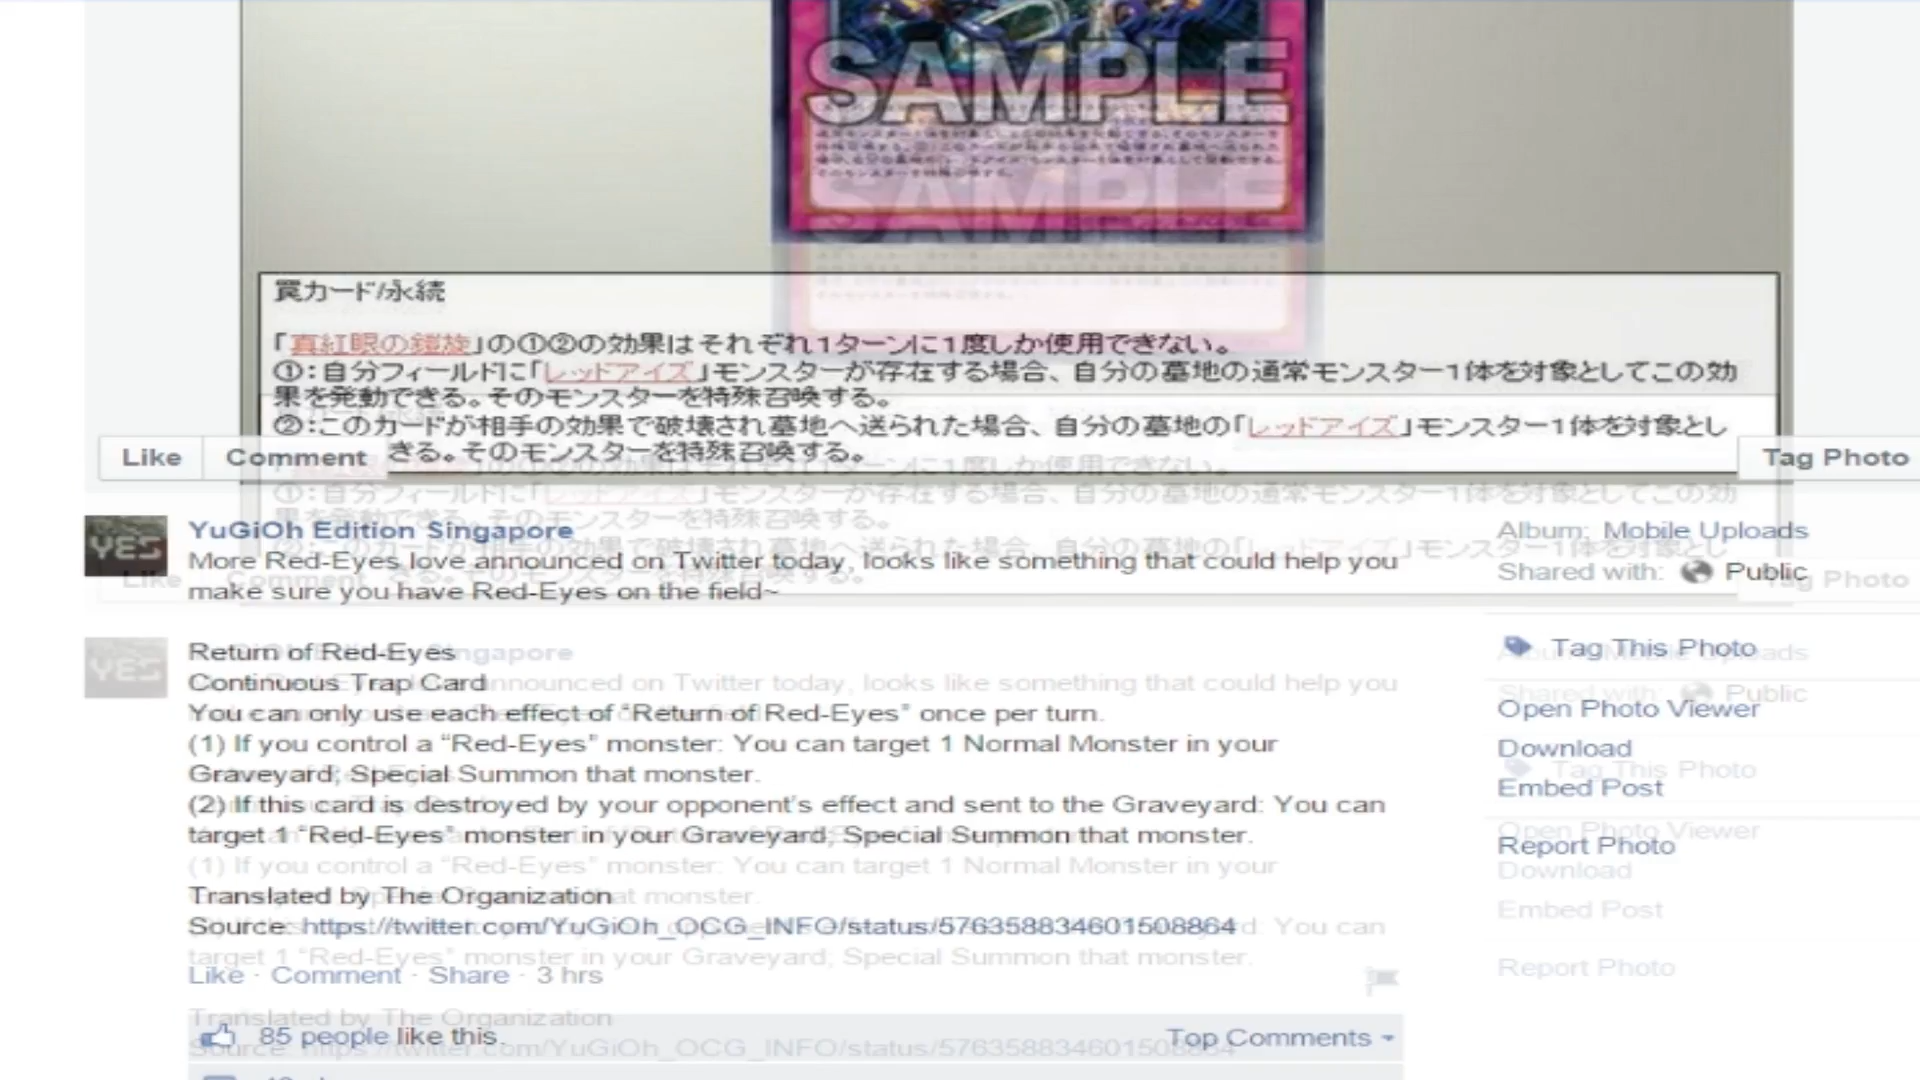 SAMPLE
罠カード/永続
「真紅眼の鎧旋」の①②の効果はそれぞれ1ターンに1度しか使用できない。
①：自分フィールドに「レッドアイズ」モンスターが存在する場合、自分の墓地の通常モンスター1体を対象としてこの効
果を発動できる。そのモンスターを特殊召喚する。
②：このカードが相手の効果で破壊され墓地へ送られた場合、自分の墓地の「レッドアイズ」モンスター1体を対象とし
きる。そのモンスターを特殊召喚する。
Like Comment Tag Photo
YES
YuGiOh Edition Singapore
More Red-Eyes love announced on Twitter today, looks like something that could help you
make sure you have Red-Eyes on the field~
Return of Red-Eyes
Continuous Trap Card
You can only use each effect of "Return of Red-Eyes" once per turn.
(1) If you control a "Red-Eyes" monster: You can target 1 Normal Monster in your
Graveyard; Special Summon that monster.
(2) If this card is destroyed by your opponent's effect and sent to the Graveyard: You can
target 1 "Red-Eyes" monster in your Graveyard; Special Summon that monster.
Translated by The Organization
Source: https://twitter.com/YuGiOh_OCG_INFO/status/576358834601508864
Like · Comment · Share · 3 hrs
85 people like this.
Top Comments
Album: Mobile Uploads
Shared with: Public
Tag This Photo
Open Photo Viewer
Download
Embed Post
Report Photo